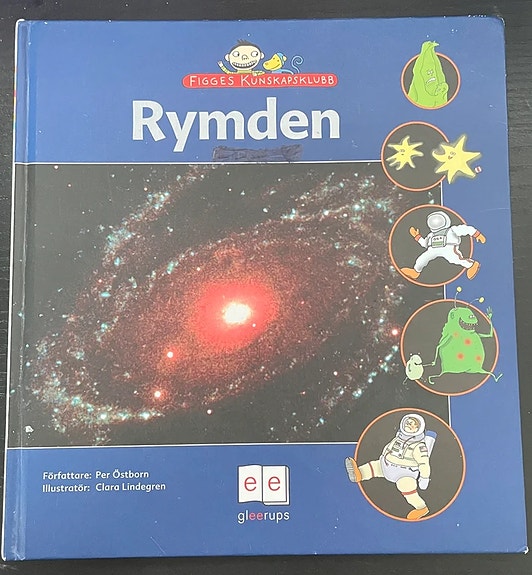 FIGGES KUNSKAPSKLUBB
Rymden
Författare: Per Östborn
Illustratör: Clara Lindegren
ee
gleerups